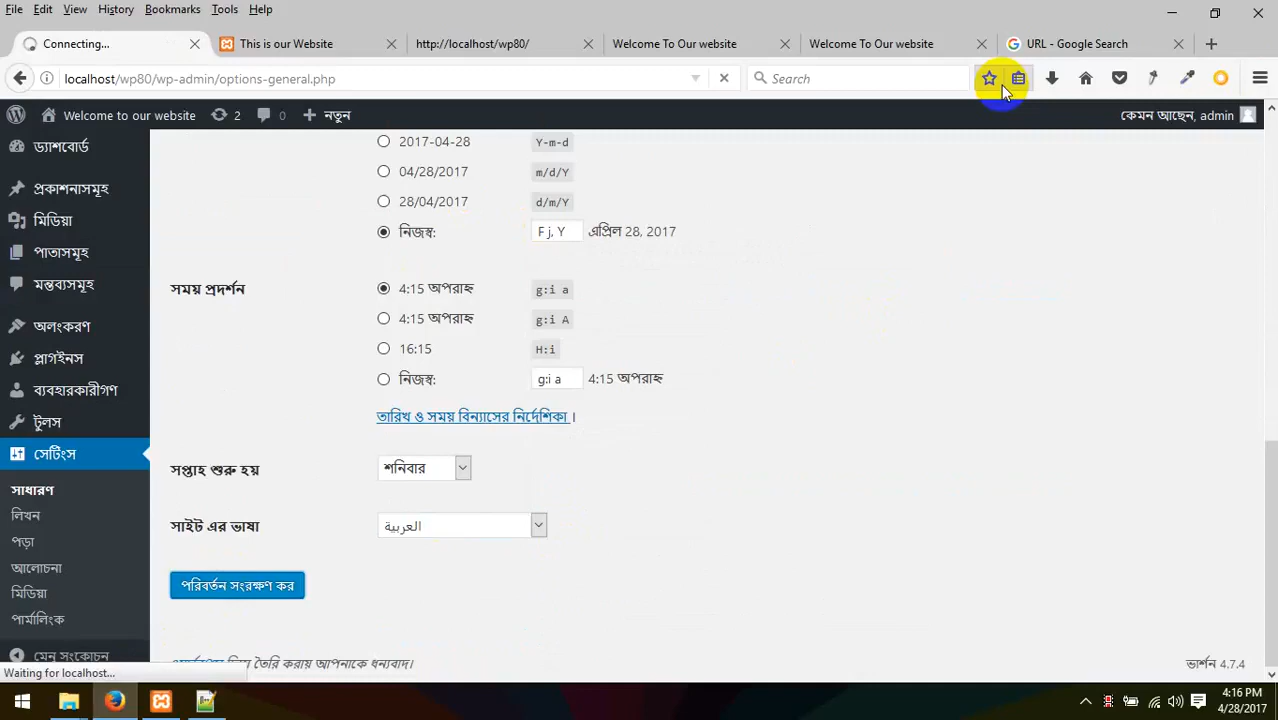 File Edit View History Bookmarks Tools Help
Connecting... This is our Website http://localhost/wp80/ Welcome To Our website Welcome To Our website URL - Google Search
localhost/wp80/wp-admin/options-general.php Search
Welcome to our website 2 0 নতুন কেমন আছেন, admin
ড্যাশবোর্ড
প্রকাশনাসমূহ
মিডিয়া
পাতাসমূহ
মন্তব্যসমূহ
অলংকরণ
প্লাগইনস
ব্যবহারকারীগণ
টুলস
সেটিংস
সাধারণ
লিখন
পড়া
আলোচনা
মিডিয়া
পার্মালিংক
মেনু সংকোচন
2017-04-28 Y-m-d
04/28/2017 m/d/Y
28/04/2017 d/m/Y
নিজস্ব: F j, Y এপ্রিল 28, 2017
সময় প্রদর্শন
4:15 অপরাহ্ন g:i a
4:15 অপরাহ্ন g:i A
16:15 H:i
নিজস্ব: g:i a 4:15 অপরাহ্ন
তারিখ ও সময় বিন্যাসের নির্দেশিকা ।
সপ্তাহ শুরু হয় শনিবার
সাইট এর ভাষা العربية
পরিবর্তন সংরক্ষণ কর
দিয়ে তৈরি করায় আপনাকে ধন্যবাদ। ভার্শন 4.7.4
Waiting for localhost...
4:16 PM
4/28/2017